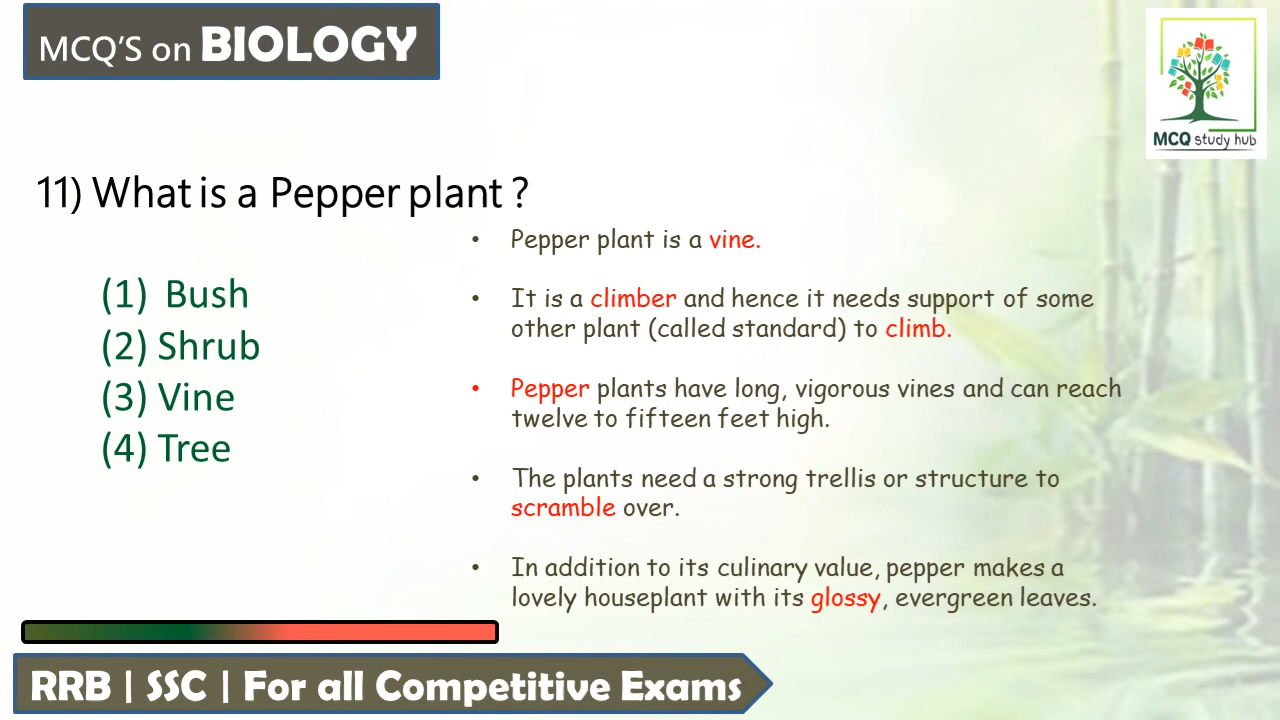 MCQ'S on BIOLOGY
MCQ study hub
11) What is a Pepper plant ?
(1) Bush
(2) Shrub
(3) Vine
(4) Tree
• Pepper plant is a vine.
• It is a climber and hence it needs support of some
other plant (called standard) to climb.
• Pepper plants have long, vigorous vines and can reach
twelve to fifteen feet high.
• The plants need a strong trellis or structure to
scramble over.
• In addition to its culinary value, pepper makes a
lovely houseplant with its glossy, evergreen leaves.
RRB | SSC | For all Competitive Exams